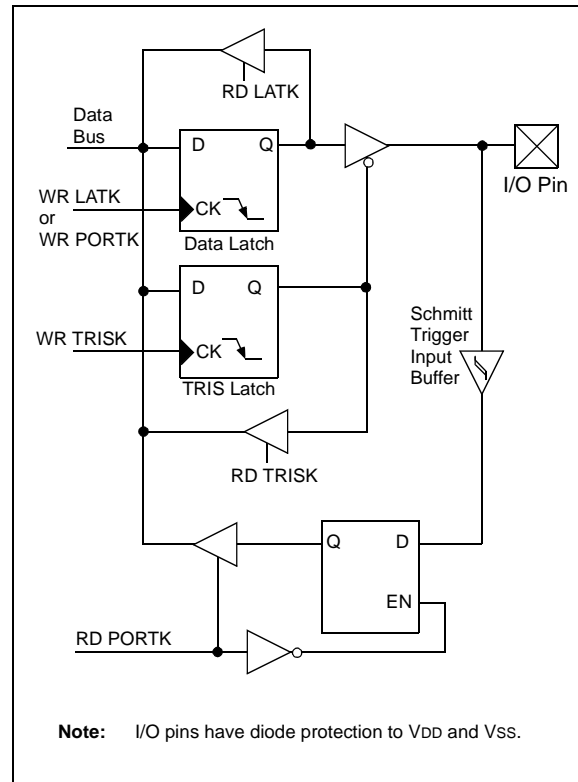 RD LATK
Data
Bus
D Q
I/O Pin
WR LATK
or
WR PORTK
CK
Data Latch
D Q
Schmitt
Trigger
Input
Buffer
WR TRISK
CK
TRIS Latch
RD TRISK
Q D
EN
RD PORTK
Note: I/O pins have diode protection to VDD and VSS.